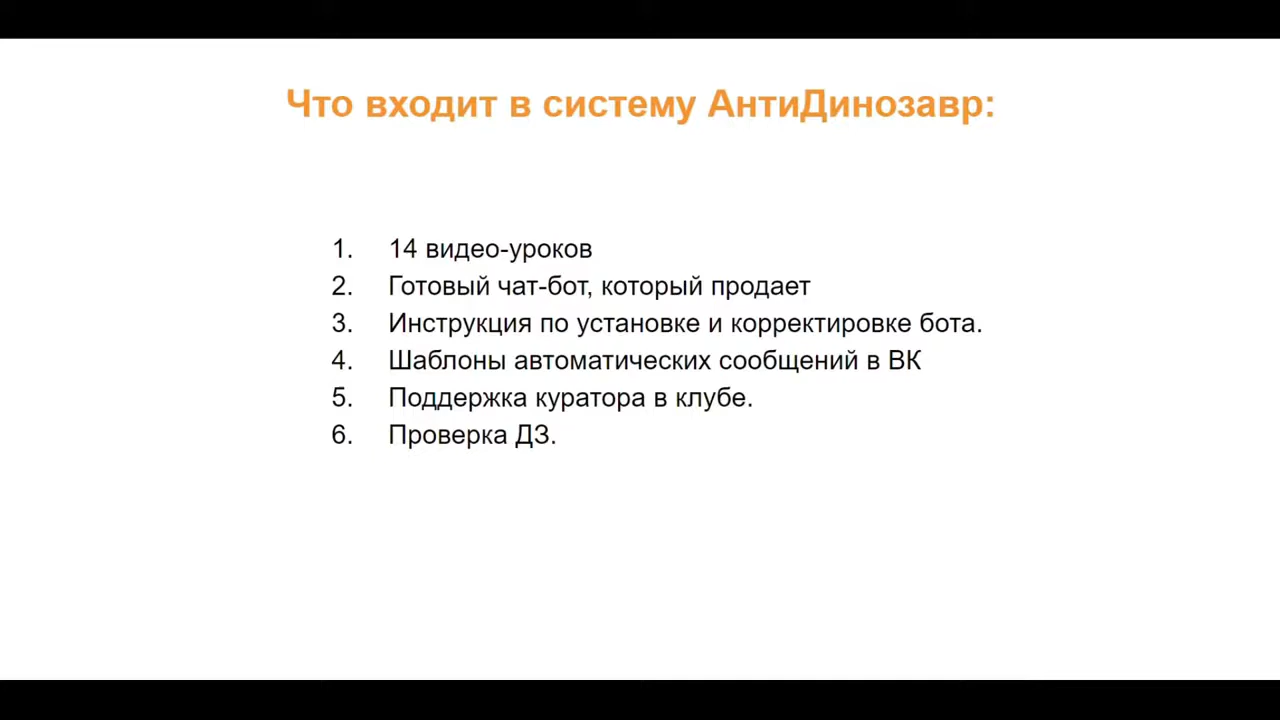 Что входит в систему АнтиДинозавр:
1. 14 видео-уроков
2. Готовый чат-бот, который продает
3. Инструкция по установке и корректировке бота.
4. Шаблоны автоматических сообщений в ВК
5. Поддержка куратора в клубе.
6. Проверка ДЗ.